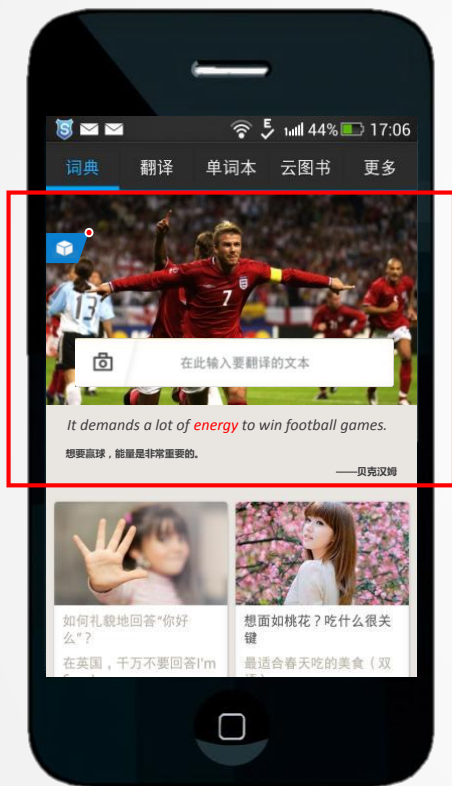 44% 17:06
词典 翻译 单词本 云图书 更多
13
7
在此输入要翻译的文本
It demands a lot of energy to win football games.
想要赢球，能量是非常重要的。
——贝克汉姆
如何礼貌地回答“你好
么”？
在英国，千万不要回答I'm
想面如桃花？吃什么很关
键
最适合春天吃的美食（双